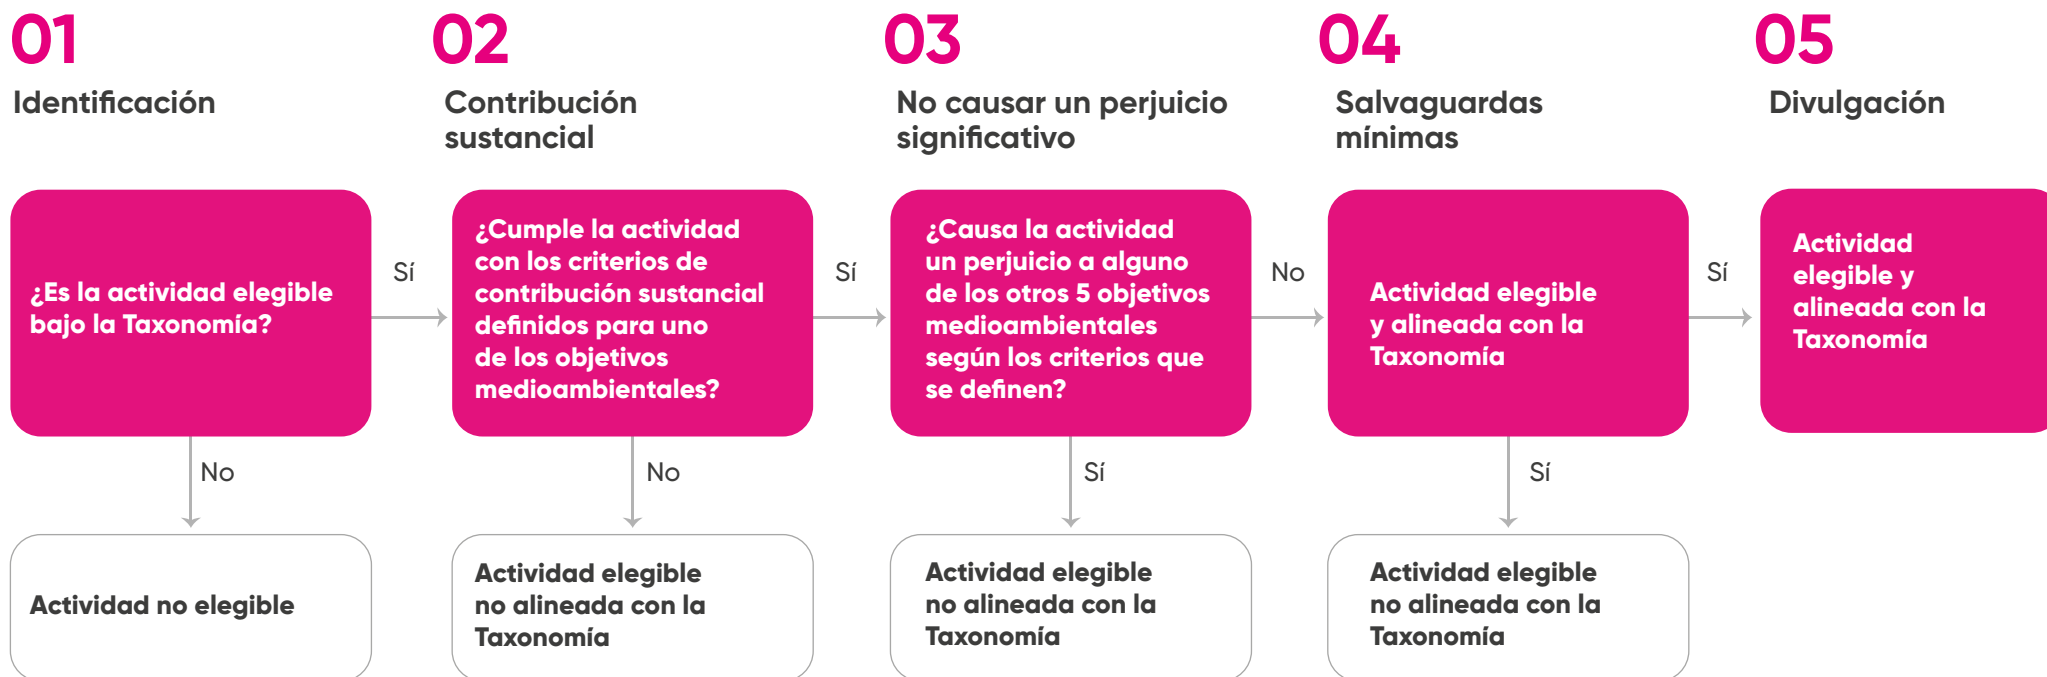 01
Identificación
02
Contribución
sustancial
03
No causar un perjuicio
significativo
04
Salvaguardas
mínimas
05
Divulgación
¿Es la actividad elegible
bajo la Taxonomía?
Sí
¿Cumple la actividad
con los criterios de
contribución sustancial
definidos para uno
de los objetivos
medioambientales?
Sí
¿Causa la actividad
un perjuicio a alguno
de los otros 5 objetivos
medioambientales
según los criterios que
se definen?
No
Actividad elegible
y alineada con la
Taxonomía
Sí
Actividad
elegible y
alineada con la
Taxonomía
No
No
Sí
Sí
Actividad no elegible
Actividad elegible
no alineada con la
Taxonomía
Actividad elegible
no alineada con la
Taxonomía
Actividad elegible
no alineada con la
Taxonomía